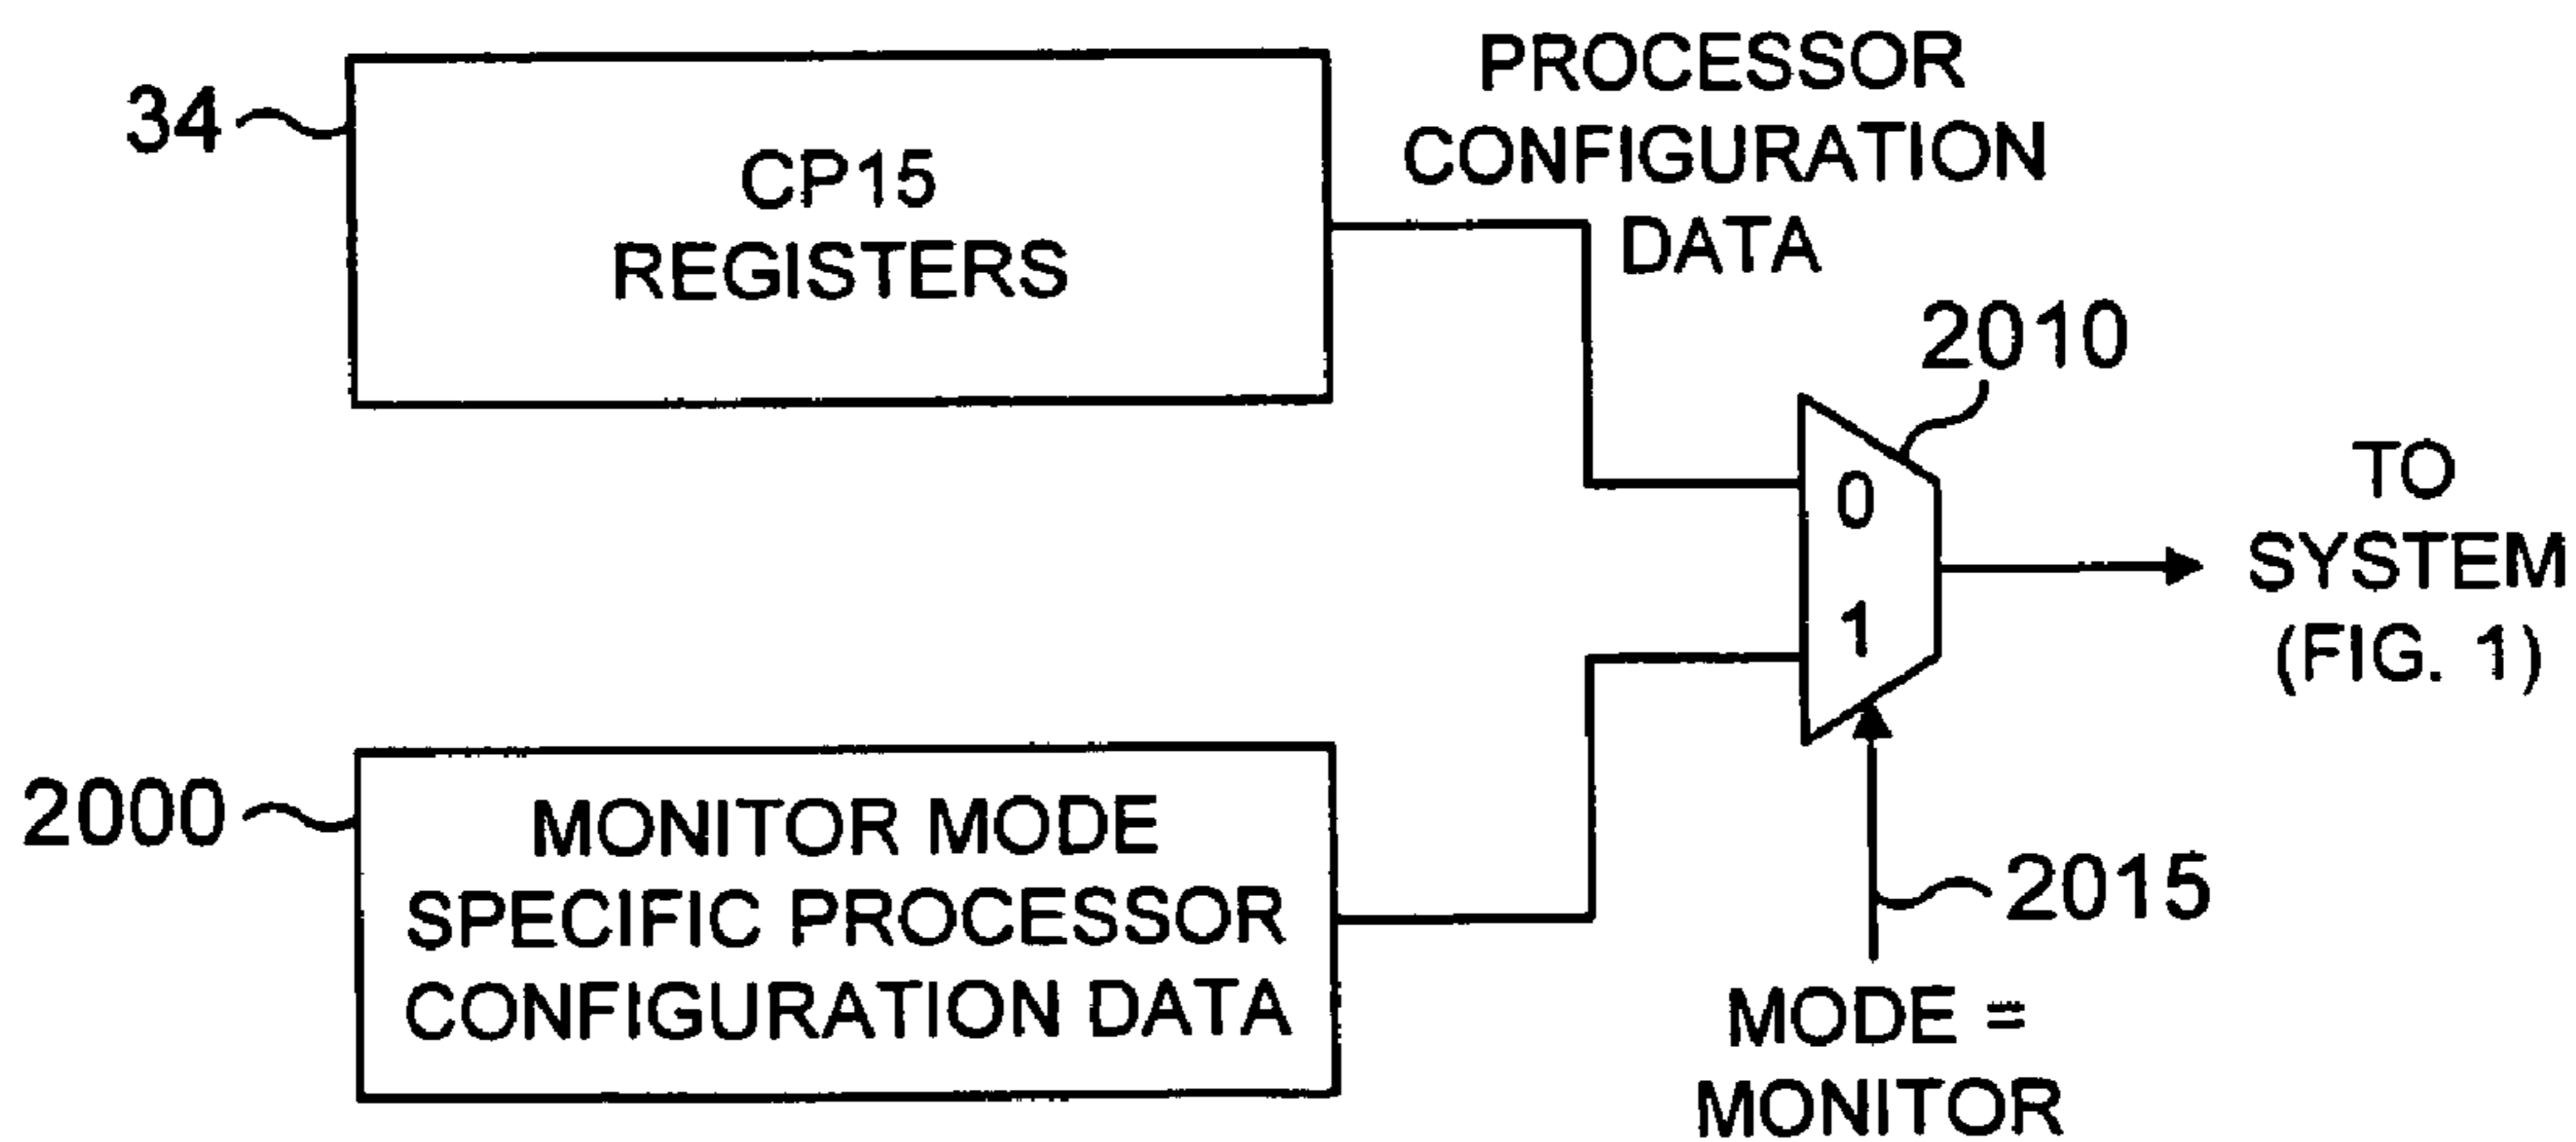 34
CP15
REGISTERS
PROCESSOR
CONFIGURATION
DATA
2010
0
1
TO
SYSTEM
(FIG. 1)
2000
MONITOR MODE
SPECIFIC PROCESSOR
CONFIGURATION DATA
2015
MODE =
MONITOR